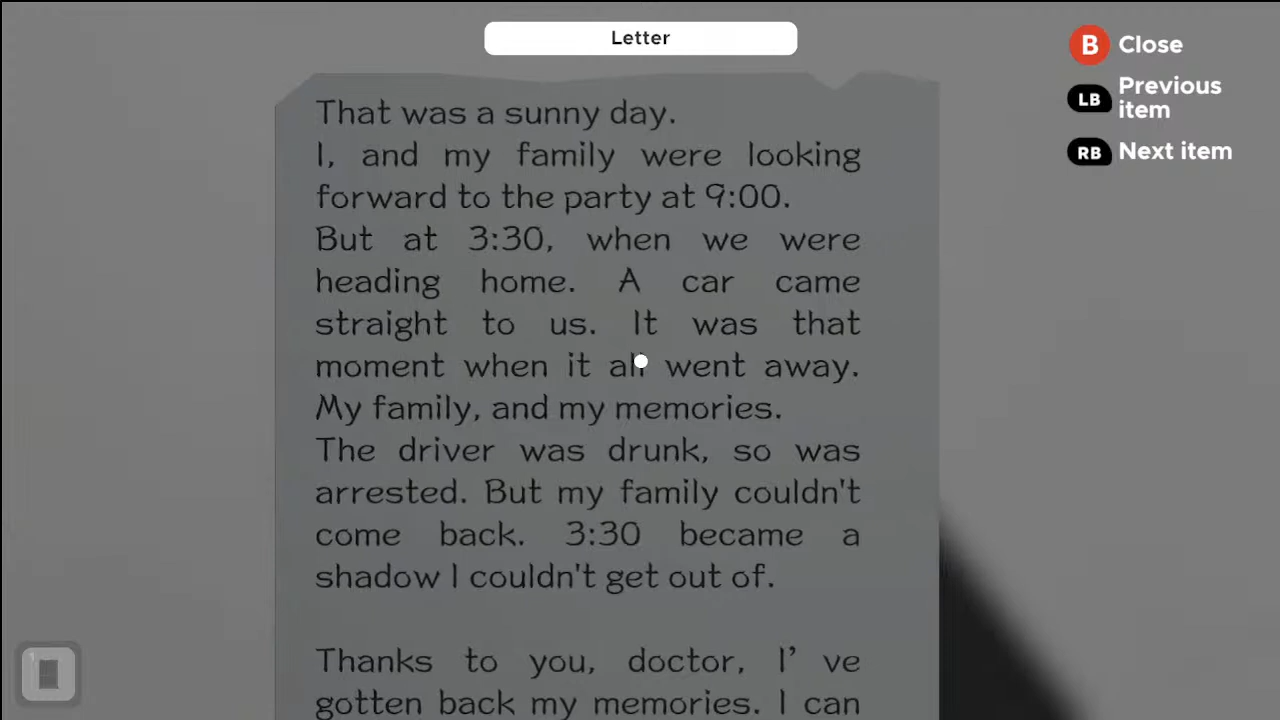 Letter
B Close
LB Previous
item
RB Next item
That was a sunny day.
I, and my family were looking
forward to the party at 9:00.
But at 3:30, when we were
heading home. A car came
straight to us. It was that
moment when it all went away.
My family, and my memories.
The driver was drunk, so was
arrested. But my family couldn't
come back. 3:30 became a
shadow I couldn't get out of.
Thanks to you, doctor, I’ ve
gotten back my memories. I can